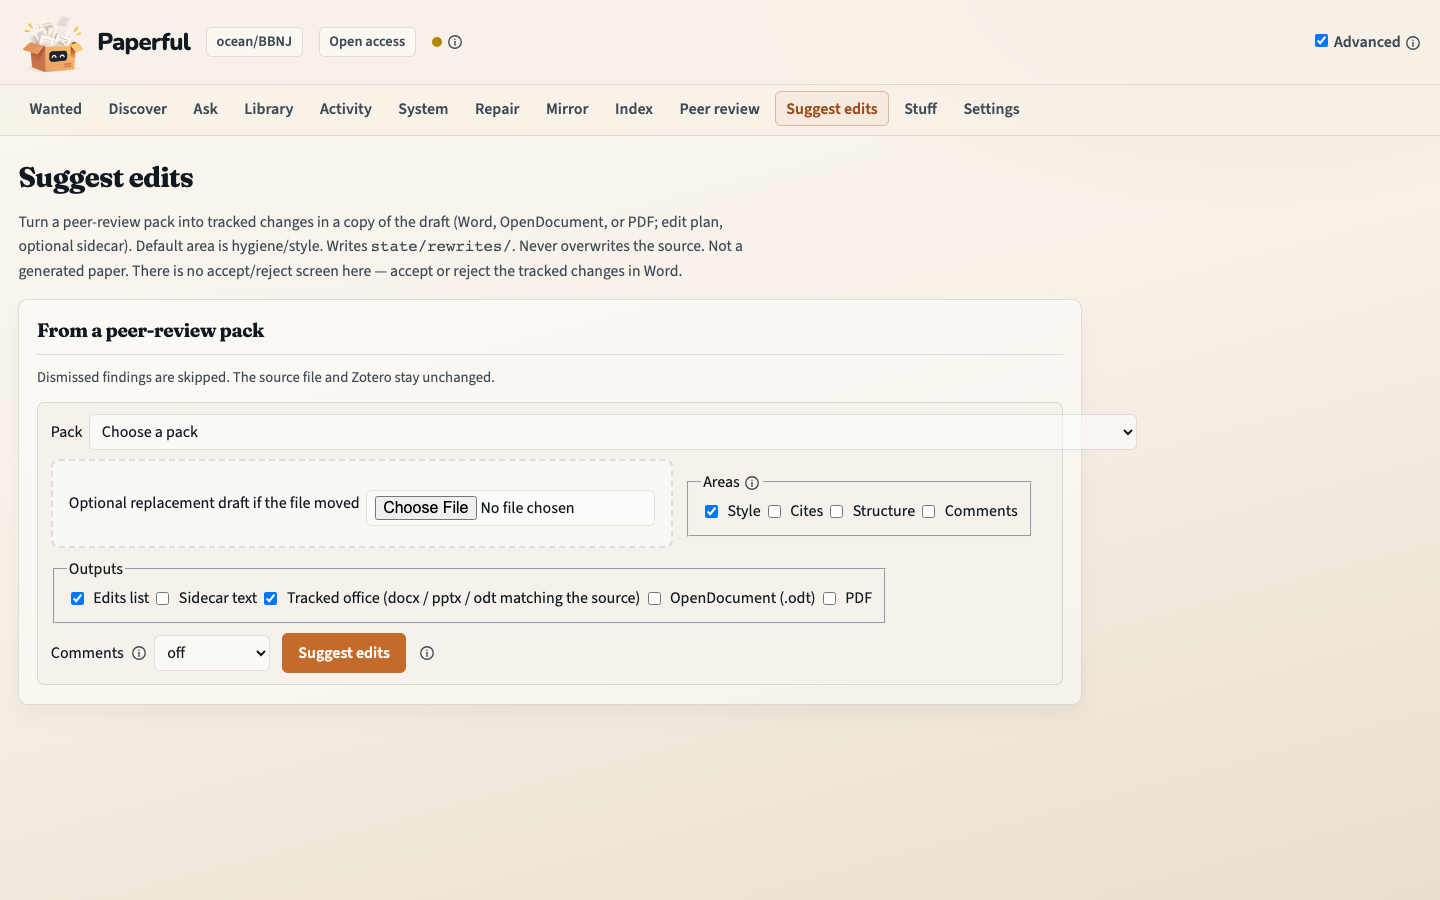 Paperful
ocean/BBNJ
Open access
Advanced
Wanted Discover Ask Library Activity System Repair Mirror Index Peer review Suggest edits Stuff Settings
Suggest edits
Turn a peer-review pack into tracked changes in a copy of the draft (Word, OpenDocument, or PDF; edit plan,
optional sidecar). Default area is hygiene/style. Writes state/rewrites/. Never overwrites the source. Not a
generated paper. There is no accept/reject screen here — accept or reject the tracked changes in Word.
From a peer-review pack
Dismissed findings are skipped. The source file and Zotero stay unchanged.
Pack Choose a pack
Optional replacement draft if the file moved Choose File No file chosen
Areas
Style Cites Structure Comments
Outputs
Edits list Sidecar text Tracked office (docx / pptx / odt matching the source) OpenDocument (.odt) PDF
Comments off Suggest edits